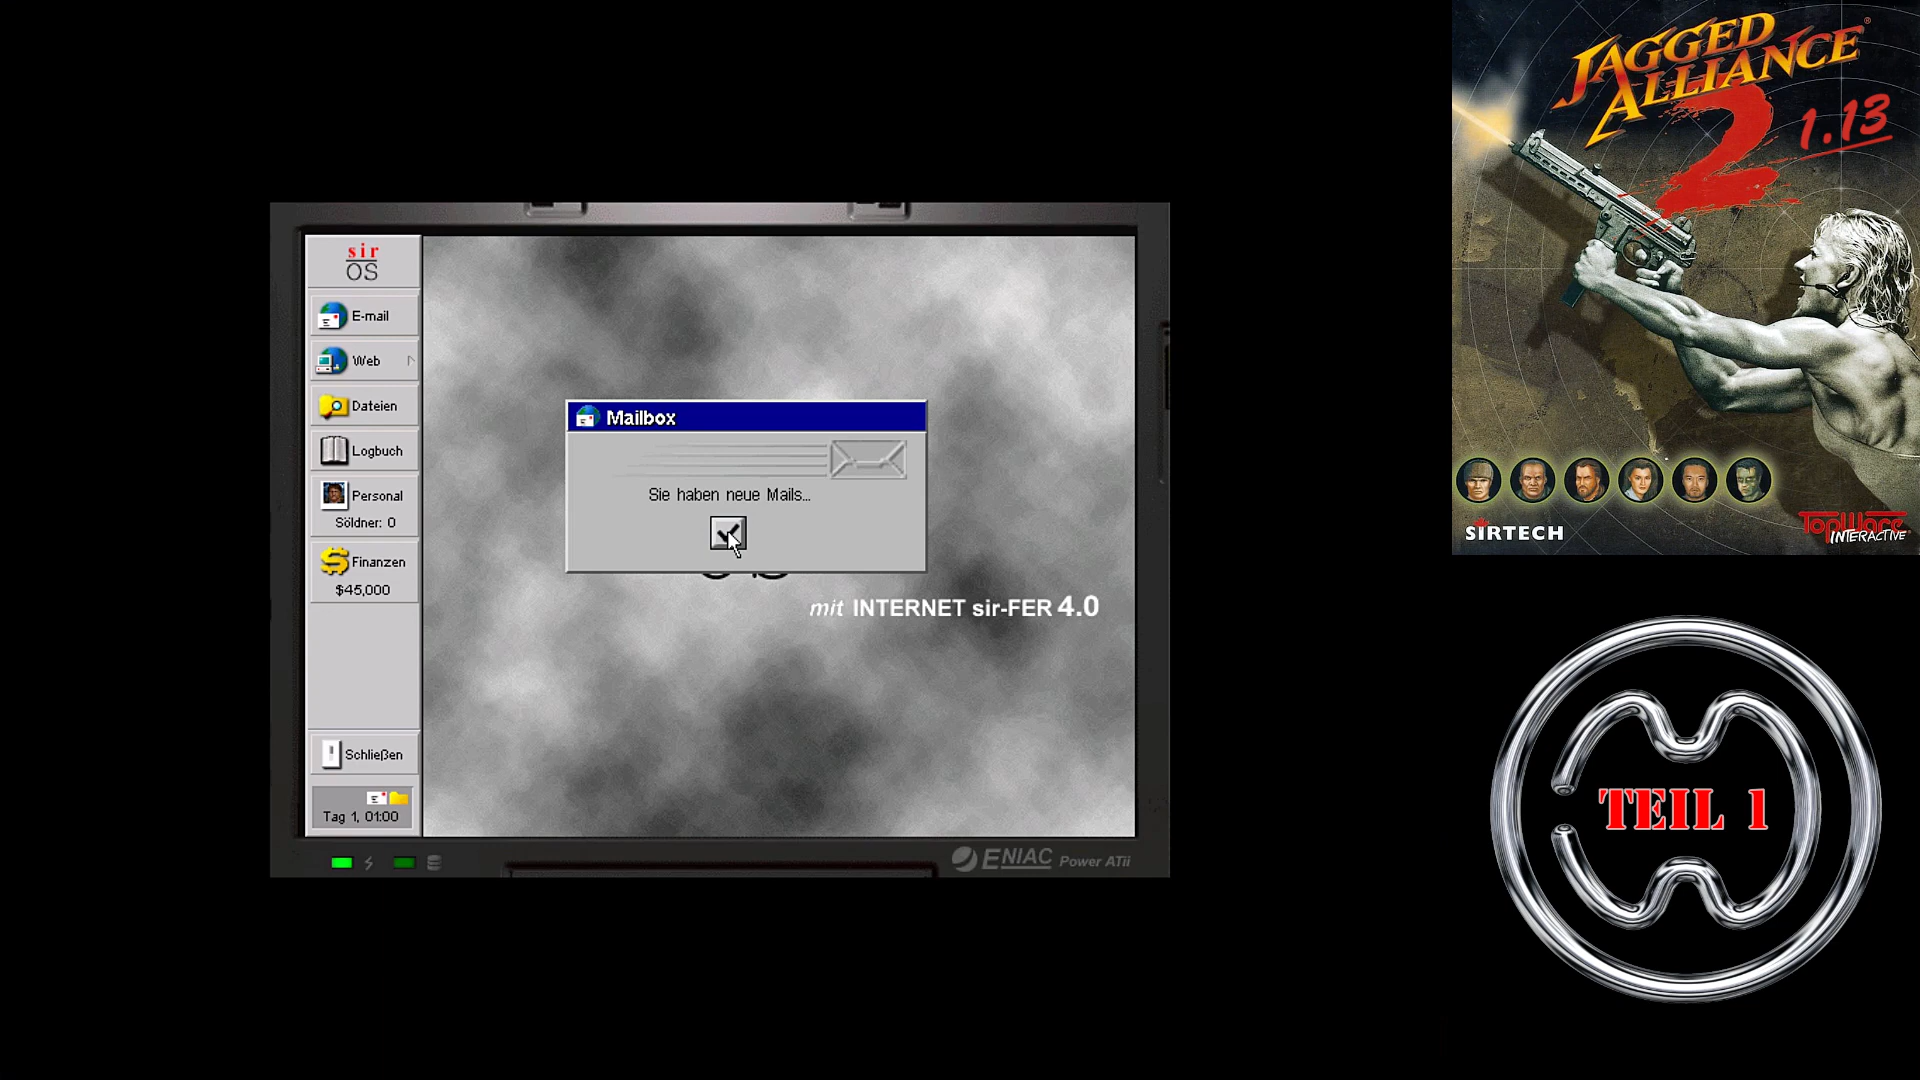 sir
OS
E-mail
Web
Dateien
Logbuch
Personal
Söldner: 0
Finanzen
$45,000
Schließen
Tag 1, 01:00
Mailbox
Sie haben neue Mails...
mit INTERNET sir-FER 4.0
ENIAC Power ATii
JAGGED
ALLIANCE
2
1.13
SIRTECH
TopWare
INTERACTIVE
TEIL 1